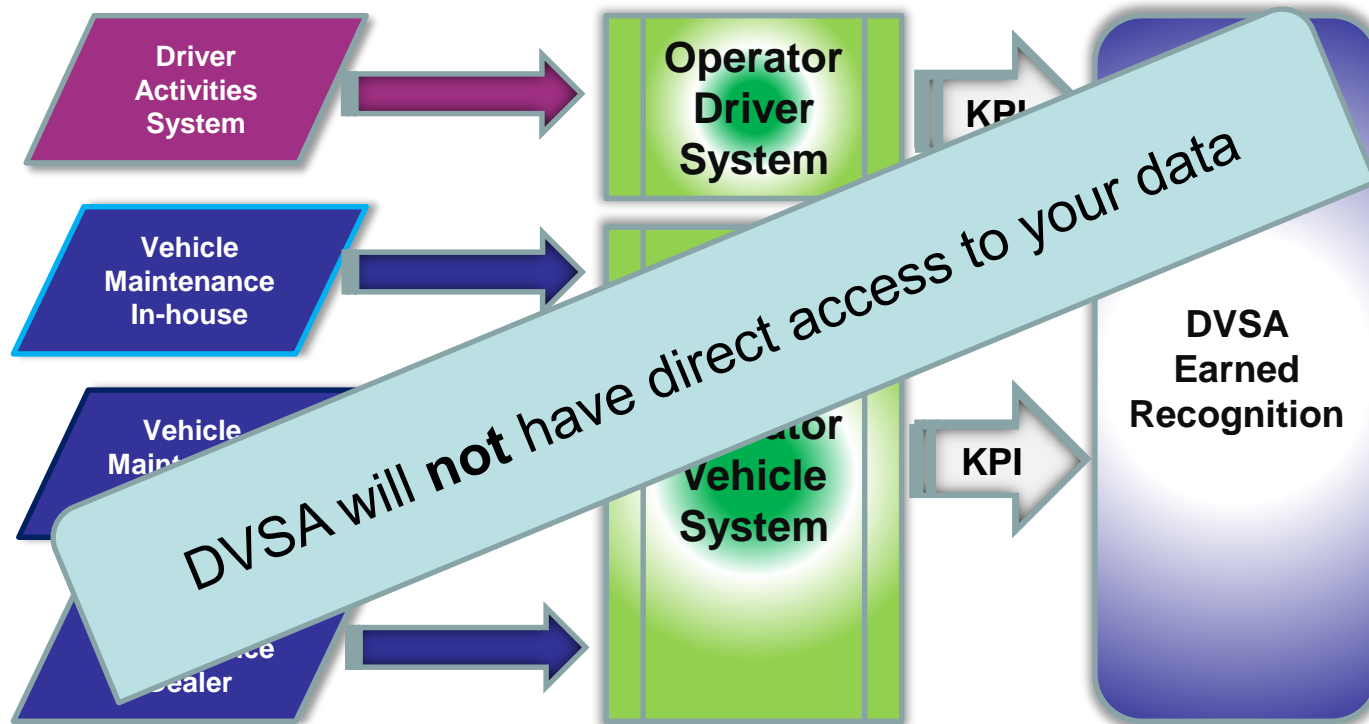 Driver
Activities
System
Operator
Driver
System
KPI
Vehicle
Maintenance
In-house
DVSA will not have direct access to your data
DVSA
Earned
Recognition
Vehicle
Vehicle
System
KPI
Dealer